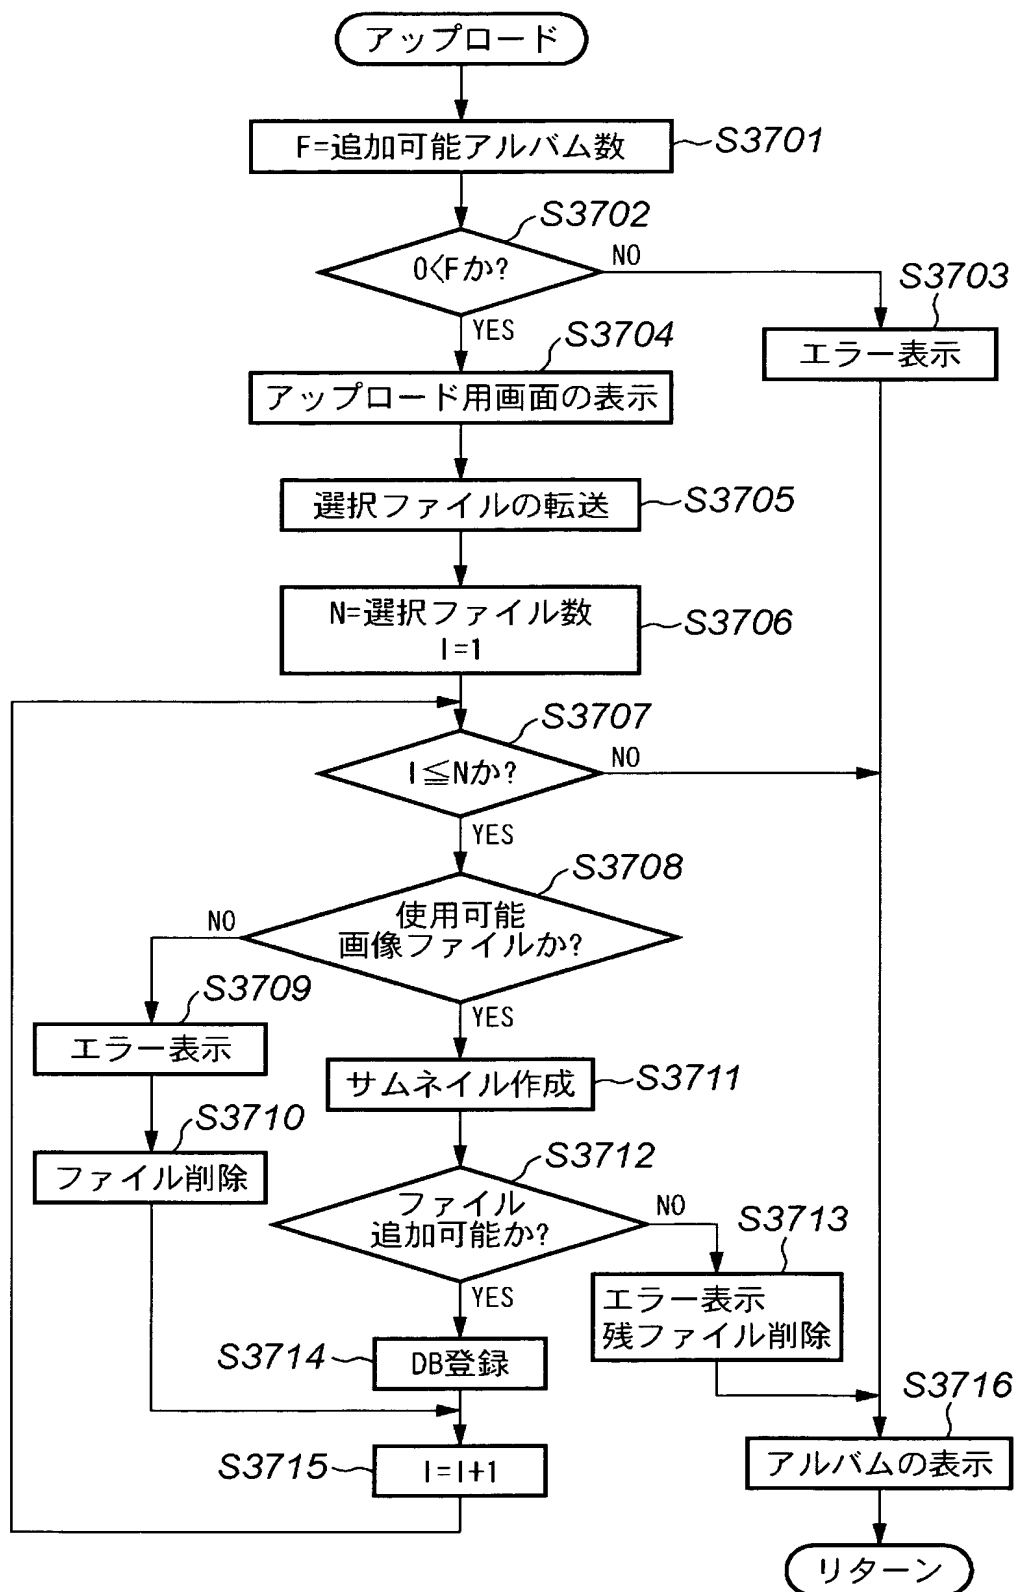 アップロード
F=追加可能アルバム数
S3701
S3702
0<Fか?
NO
YES
S3703
エラー表示
S3704
アップロード用画面の表示
選択ファイルの転送
S3705
N=選択ファイル数
I=1
S3706
S3707
I≦Nか?
NO
YES
S3708
使用可能
画像ファイルか?
NO
YES
S3709
エラー表示
サムネイル作成
S3711
S3710
ファイル削除
S3712
ファイル
追加可能か?
NO
YES
S3713
エラー表示
残ファイル削除
S3714
DB登録
S3715
I=I+1
S3716
アルバムの表示
リターン